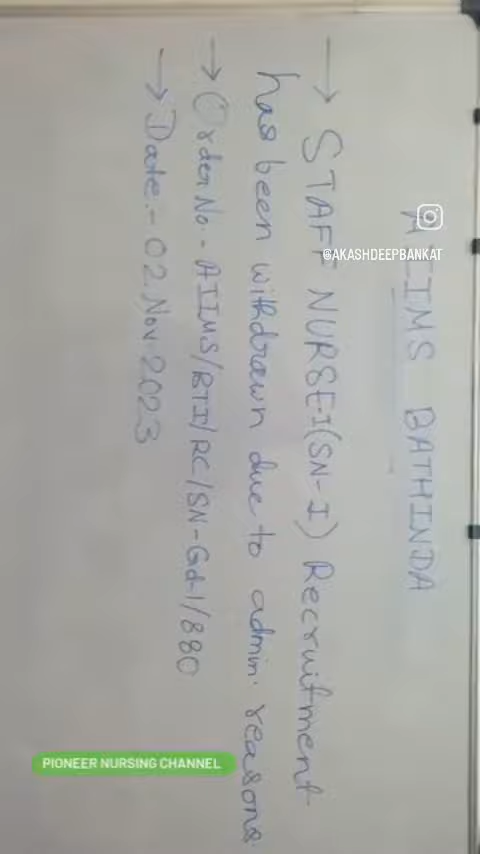 AIIMS BATHINDA
→ STAFF NURSE-I (SN-I) Recruitment
has been withdrawn due to admin. reasons.
→ Order No.- AIIMS/BTI/RC/SN-Gd-1/880
→ Date:- 02 Nov. 2023
@AKASHDEEPBANKAT
PIONEER NURSING CHANNEL